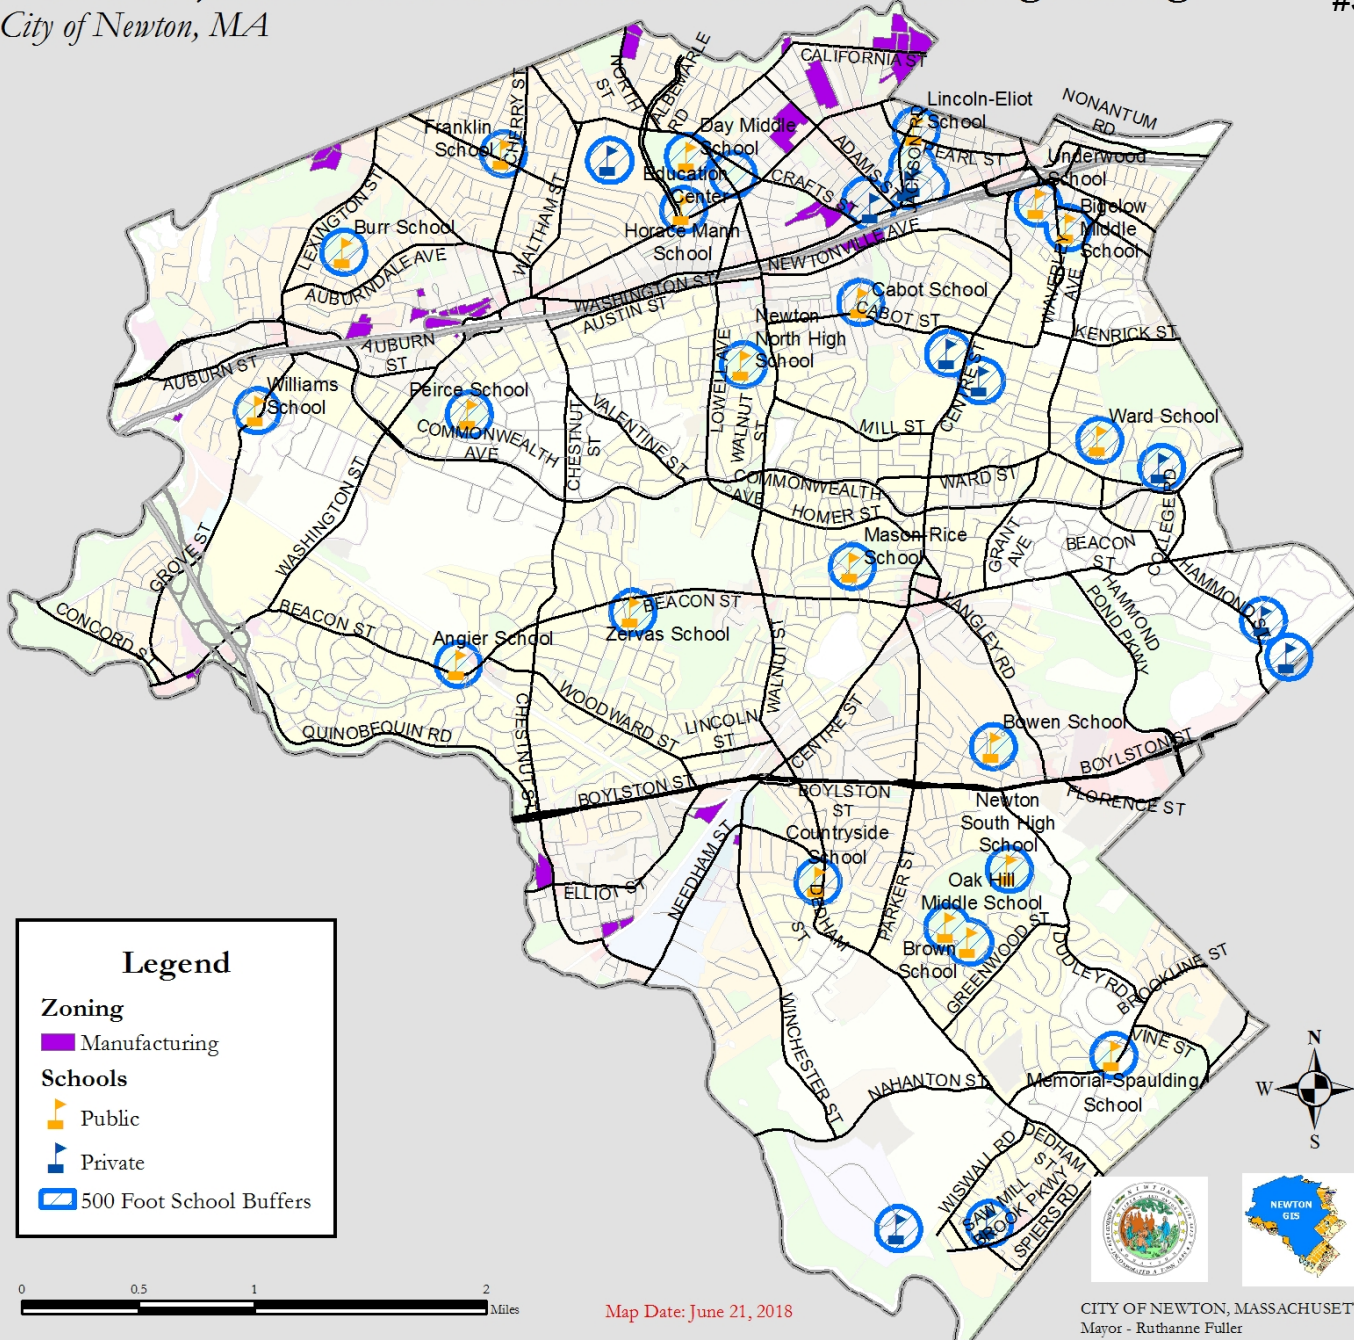 City of Newton, MA
CALIFORNIA ST
NORTH
ST
ALBEMARLE
RD
CHERRY ST
Franklin
School
Day Middle
School
Lincoln-Eliot
School
NONANTUM
RD
ADAMS ST
JACKSON RD
PEARL ST
Underwood
School
Education
Center
CRAFTS ST
Bigelow
Middle
School
LEXINGTON ST
Burr School
WALTHAM ST
Horace Mann
School
AUBURNDALE AVE
NEWTONVILLE AVE
WAVERLEY
AVE
WASHINGTON ST
AUSTIN ST
Cabot School
CABOT ST
Newton
North High
School
KENRICK ST
AUBURN
ST
AUBURN ST
Williams
School
Peirce School
LOWELL AVE
CENTRE ST
COMMONWEALTH
AVE
CHESTNUT
ST
VALENTINE ST
WALNUT
ST
MILL ST
Ward School
COMMONWEALTH
AVE
WARD ST
HOMER ST
COLLEGE RD
WASHINGTON ST
GROVE ST
Mason-Rice
School
GRANT
AVE
BEACON
ST
HAMMOND ST
HAMMOND
POND PKWY
CONCORD ST
BEACON ST
BEACON ST
LANGLEY RD
Angier School
Zervas School
WALNUT ST
WOODWARD ST
LINCOLN
ST
CENTRE ST
Bowen School
QUINOBEQUIN RD
CHESTNUT ST
BOYLSTON ST
BOYLSTON ST
BOYLSTON
ST
FLORENCE ST
Newton
South High
School
Countryside
School
NEEDHAM ST
ELLIOT ST
PARKER ST
Oak Hill
Middle School
DEDHAM
ST
Brown
School
GREENWOOD ST
DUDLEY RD
BROOKLINE ST
WINCHESTER ST
VINE ST
NAHANTON ST
Memorial-Spaulding
School
WISWALL RD
DEDHAM
ST
SAW MILL
BROOK PKWY
SPIERS RD
Legend
Zoning
Manufacturing
Schools
Public
Private
500 Foot School Buffers
N
W
S
NEWTON
GIS
0 0.5 1 2
Miles
Map Date: June 21, 2018
CITY OF NEWTON, MASSACHUSET
Mayor - Ruthanne Fuller